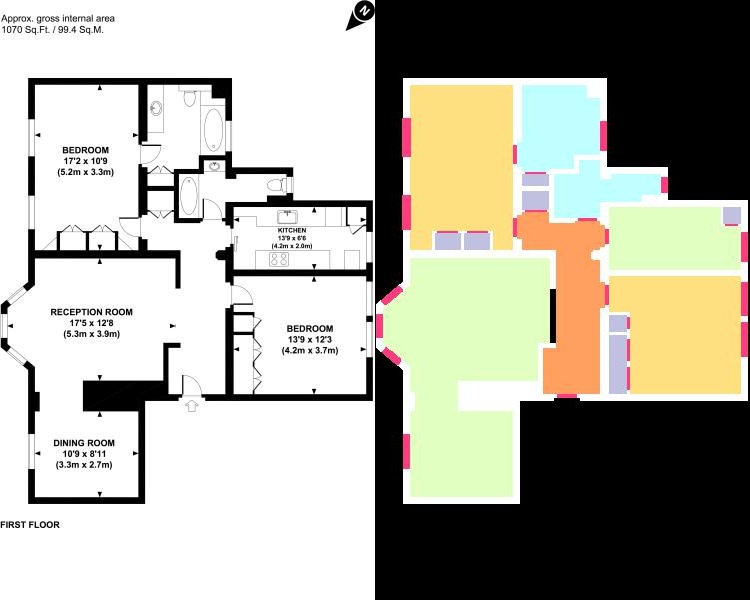 Approx. gross internal area
1070 Sq.Ft. / 99.4 Sq.M.
N
BEDROOM
17'2 x 10'9
(5.2m x 3.3m)
KITCHEN
13'9 x 6'6
(4.2m x 2.0m)
RECEPTION ROOM
17'5 x 12'8
(5.3m x 3.9m)
BEDROOM
13'9 x 12'3
(4.2m x 3.7m)
DINING ROOM
10'9 x 8'11
(3.3m x 2.7m)
FIRST FLOOR